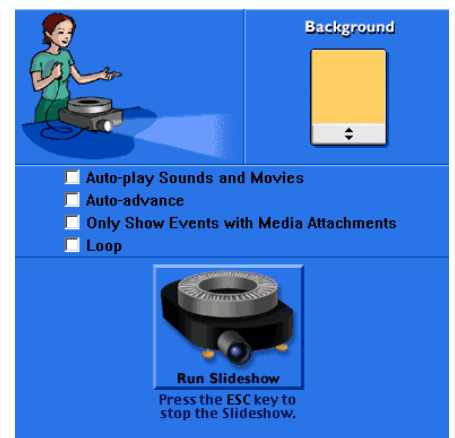 Background
Auto-play Sounds and Movies
Auto-advance
Only Show Events with Media Attachments
Loop
Run Slideshow
Press the ESC key to
stop the Slideshow.